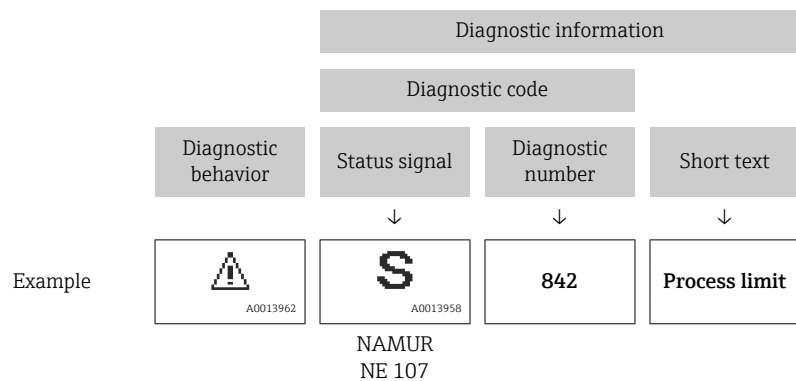 Diagnostic information
Diagnostic code
Diagnostic
behavior
Status signal
Diagnostic
number
Short text
↓ ↓ ↓
Example
A0013962
S
A0013958
842
Process limit
NAMUR
NE 107